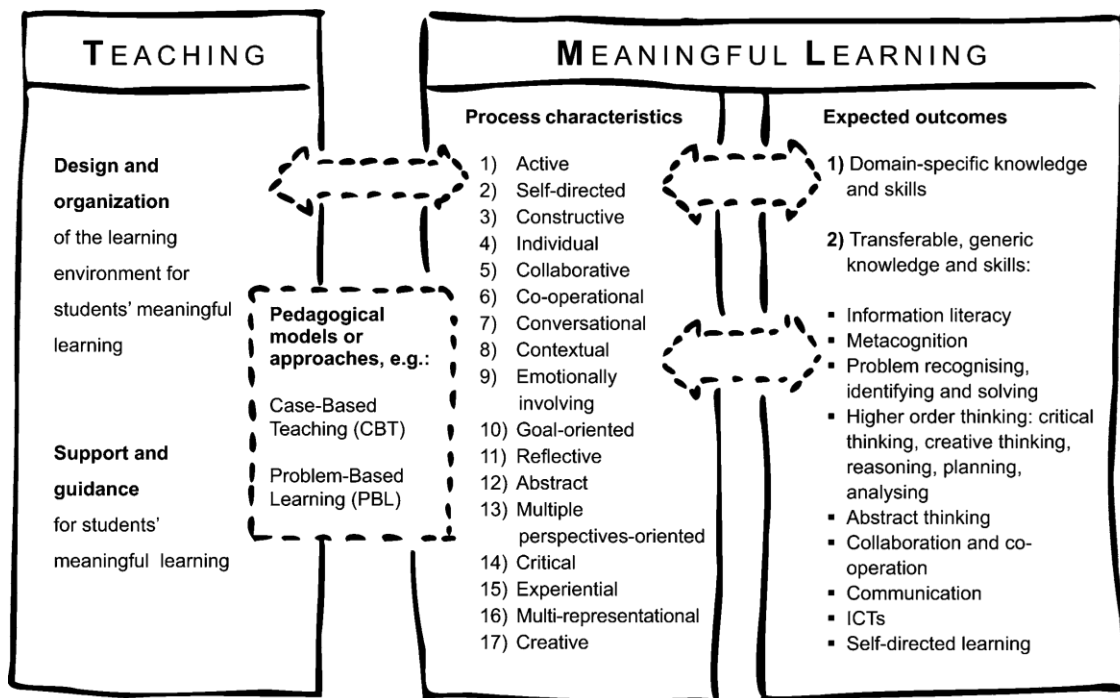 TEACHING
Design and
organization
of the learning
environment for
students' meaningful
learning
Support and
guidance
for students'
meaningful learning
Pedagogical
models or
approaches, e.g.:
Case-Based
Teaching (CBT)
Problem-Based
Learning (PBL)
MEANINGFUL LEARNING
Process characteristics
1) Active
2) Self-directed
3) Constructive
4) Individual
5) Collaborative
6) Co-operational
7) Conversational
8) Contextual
9) Emotionally
involving
10) Goal-oriented
11) Reflective
12) Abstract
13) Multiple
perspectives-oriented
14) Critical
15) Experiential
16) Multi-representational
17) Creative
Expected outcomes
1) Domain-specific knowledge
and skills
2) Transferable, generic
knowledge and skills:
▪ Information literacy
▪ Metacognition
▪ Problem recognising,
identifying and solving
▪ Higher order thinking: critical
thinking, creative thinking,
reasoning, planning,
analysing
▪ Abstract thinking
▪ Collaboration and co-
operation
▪ Communication
▪ ICTs
▪ Self-directed learning